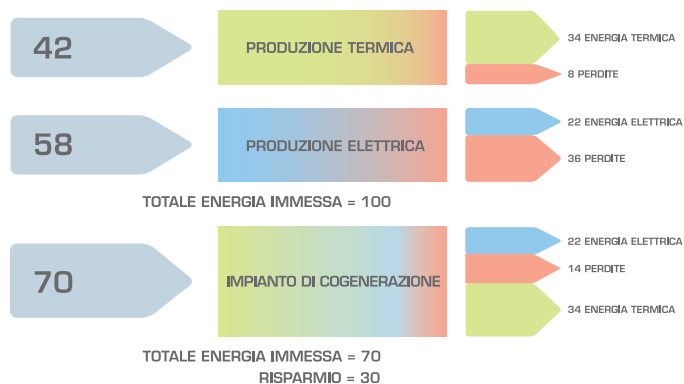 42
PRODUZIONE TERMICA
34 ENERGIA TERMICA
8 PERDITE
58
PRODUZIONE ELETTRICA
22 ENERGIA ELETTRICA
36 PERDITE
TOTALE ENERGIA IMMESSA = 100
70
IMPIANTO DI COGENERAZIONE
22 ENERGIA ELETTRICA
14 PERDITE
34 ENERGIA TERMICA
TOTALE ENERGIA IMMESSA = 70
RISPARMIO = 30